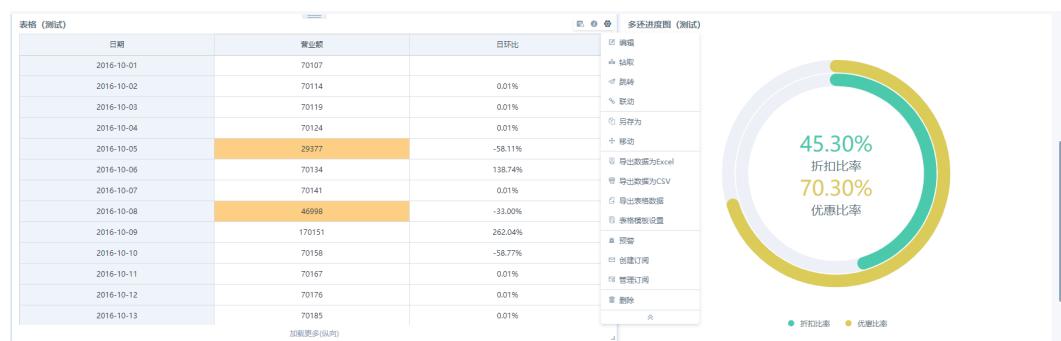 表格（测试）
日期 营业额 日环比
2016-10-01 70107
2016-10-02 70114 0.01%
2016-10-03 70119 0.01%
2016-10-04 70124 0.01%
2016-10-05 29377 -58.11%
2016-10-06 70134 138.74%
2016-10-07 70141 0.01%
2016-10-08 46998 -33.00%
2016-10-09 170151 262.04%
2016-10-10 70158 -58.77%
2016-10-11 70167 0.01%
2016-10-12 70176 0.01%
2016-10-13 70185 0.01%
加载更多(纵向)
编辑
钻取
跳转
联动
另存为
移动
导出数据为Excel
导出数据为CSV
导出表格数据
表格模板设置
预警
创建订阅
管理订阅
删除
多还进度图（测试）
45.30%
折扣比率
70.30%
优惠比率
折扣比率 优惠比率